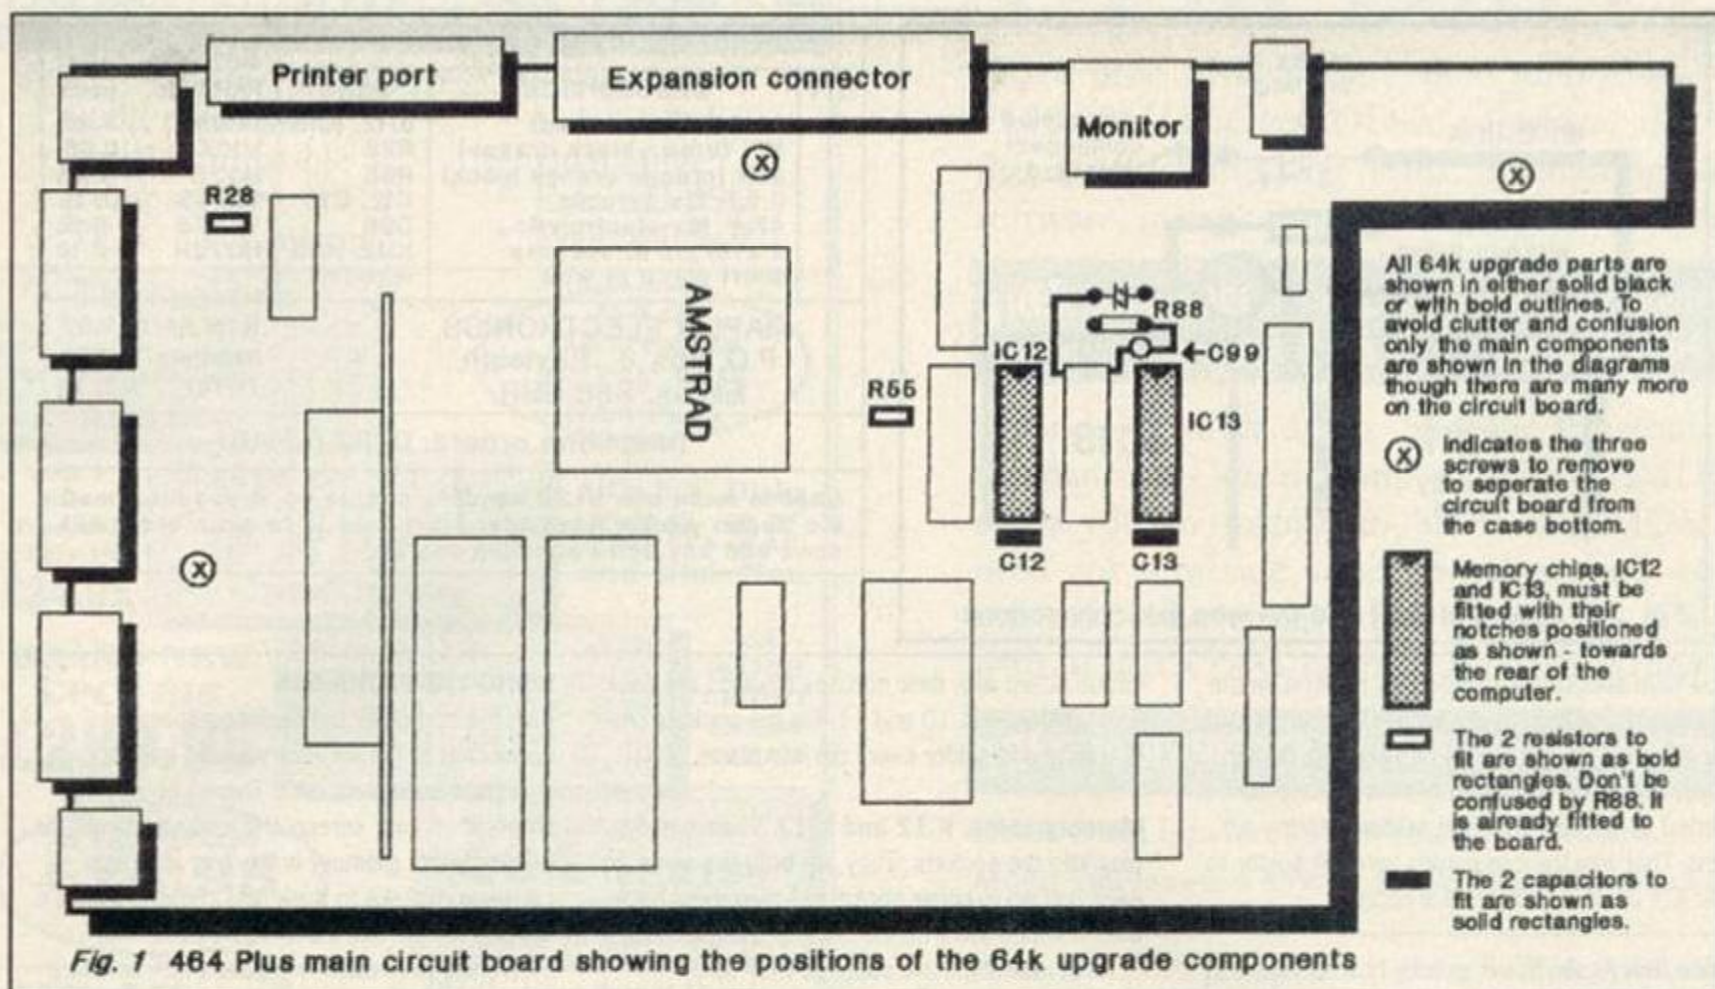 Printer port
Expansion connector
Monitor
X
X
R28
AMSTRAD
R88
IC12
C99
R55
IC13
C12
C13
X
All 64k upgrade parts are
shown in either solid black
or with bold outlines. To
avoid clutter and confusion
only the main components
are shown in the diagrams
though there are many more
on the circuit board.
X
indicates the three
screws to remove
to seperate the
circuit board from
the case bottom.
Memory chips, IC12
and IC13, must be
fitted with their
notches positioned
as shown - towards
the rear of the
computer.
The 2 resistors to
fit are shown as bold
rectangles. Don't be
confused by R88. It
is already fitted to
the board.
The 2 capacitors to
fit are shown as
solid rectangles.
Fig. 1 464 Plus main circuit board showing the positions of the 64k upgrade components